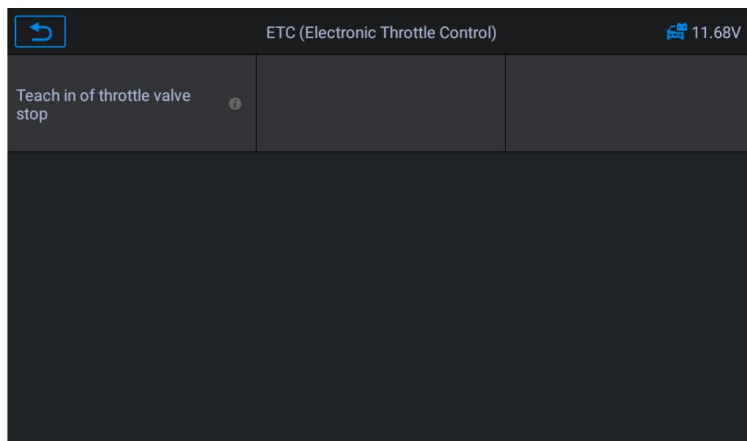 ETC (Electronic Throttle Control)
11.68V
Teach in of throttle valve
stop